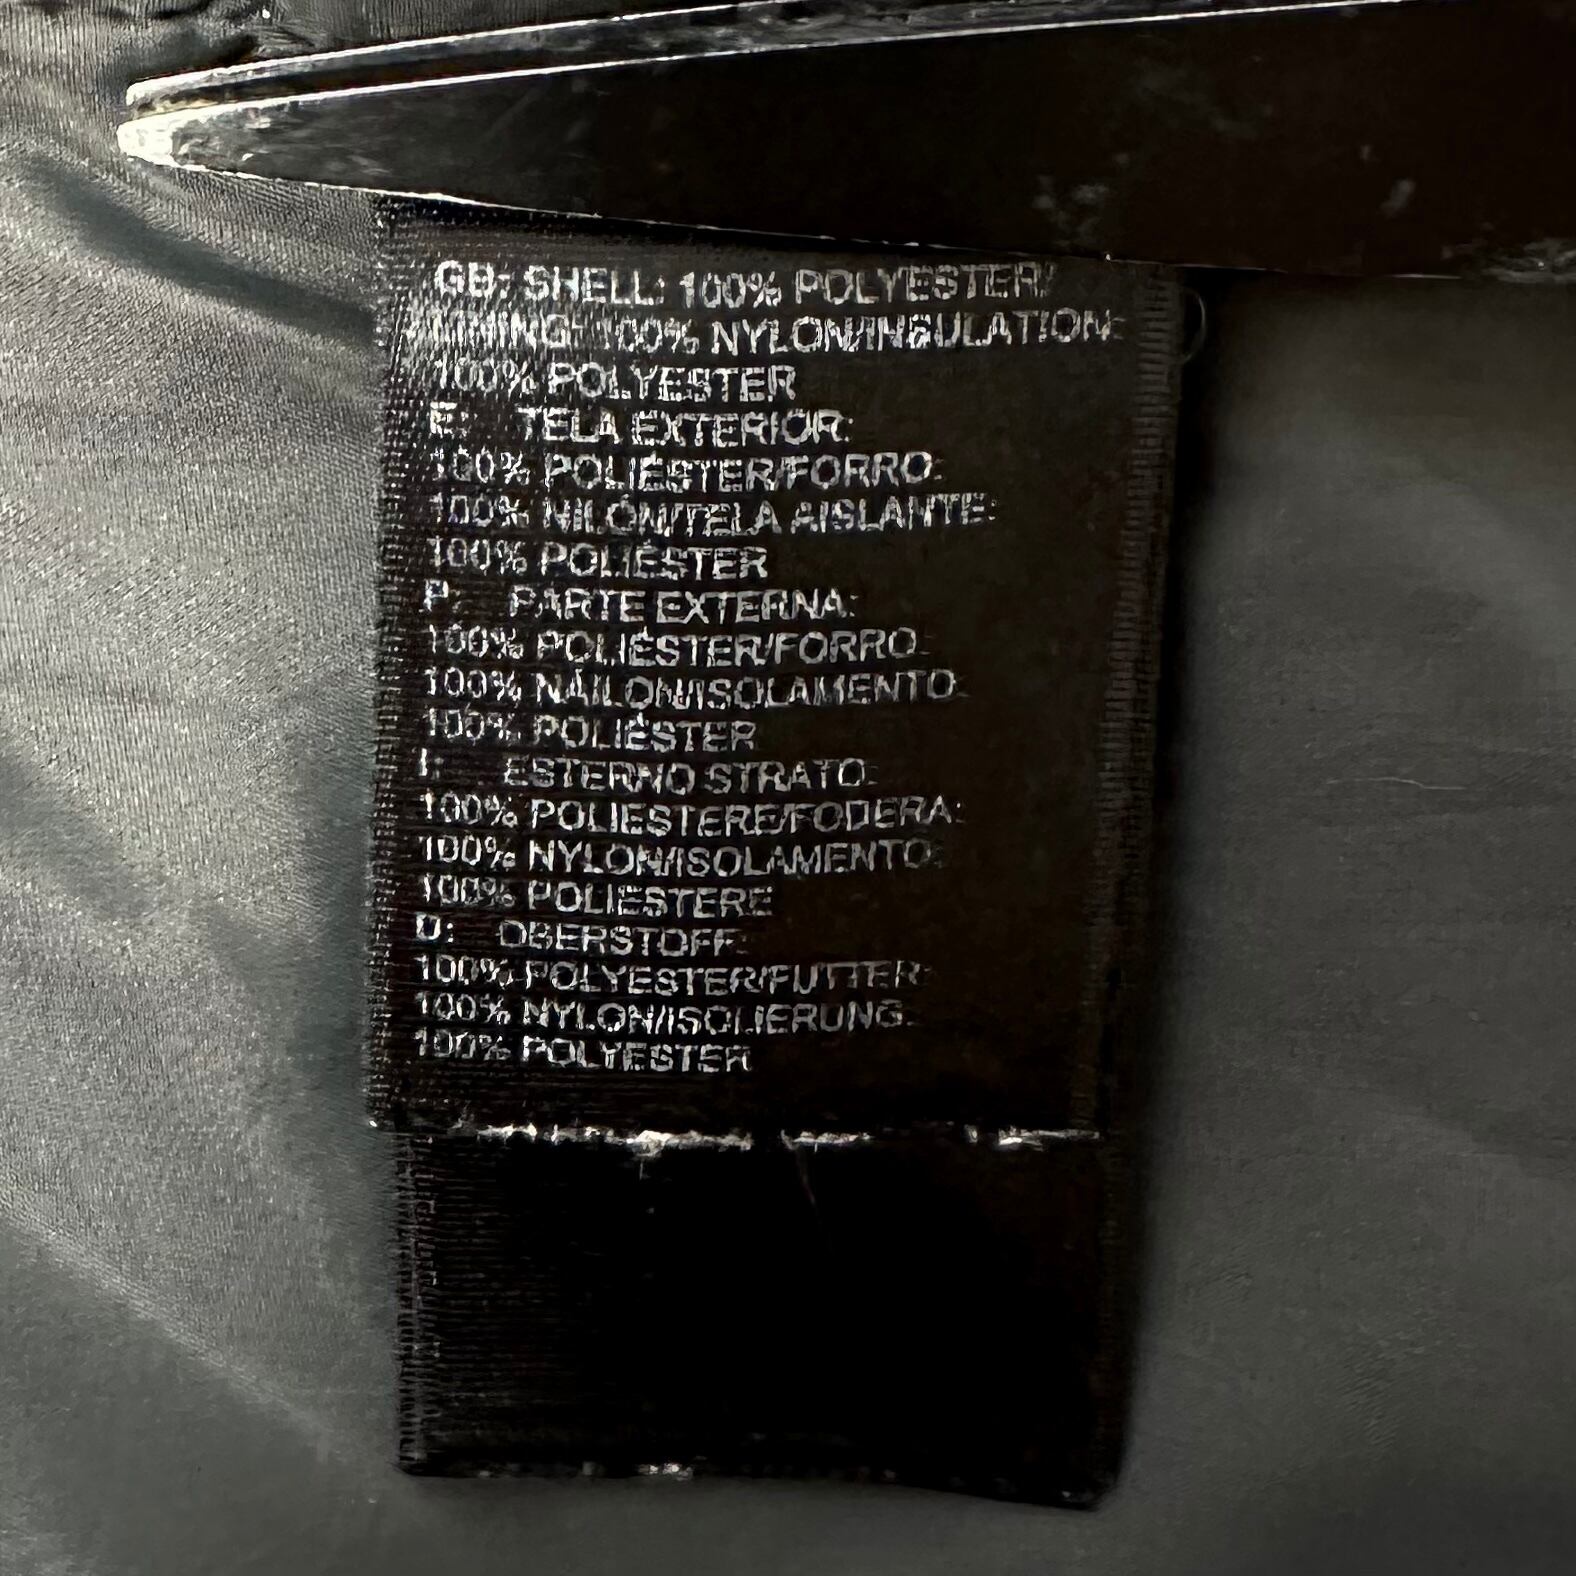 GB: SHELL: 100% POLYESTER/
LINING: 100% NYLON/INSULATION:
100% POLYESTER
E: TELA EXTERIOR:
100% POLIÉSTER/FORRO:
100% NILÓN/TELA AISLANTE:
100% POLIÉSTER
P: PARTE EXTERNA:
100% POLIÉSTER/FORRO:
100% NÁILON/ISOLAMENTO:
100% POLIÉSTER
I: ESTERNO STRATO:
100% POLIESTERE/FODERA:
100% NYLON/ISOLAMENTO:
100% POLIESTERE
D: OBERSTOFF:
100% POLYESTER/FUTTER:
100% NYLON/ISOLIERUNG:
100% POLYESTER